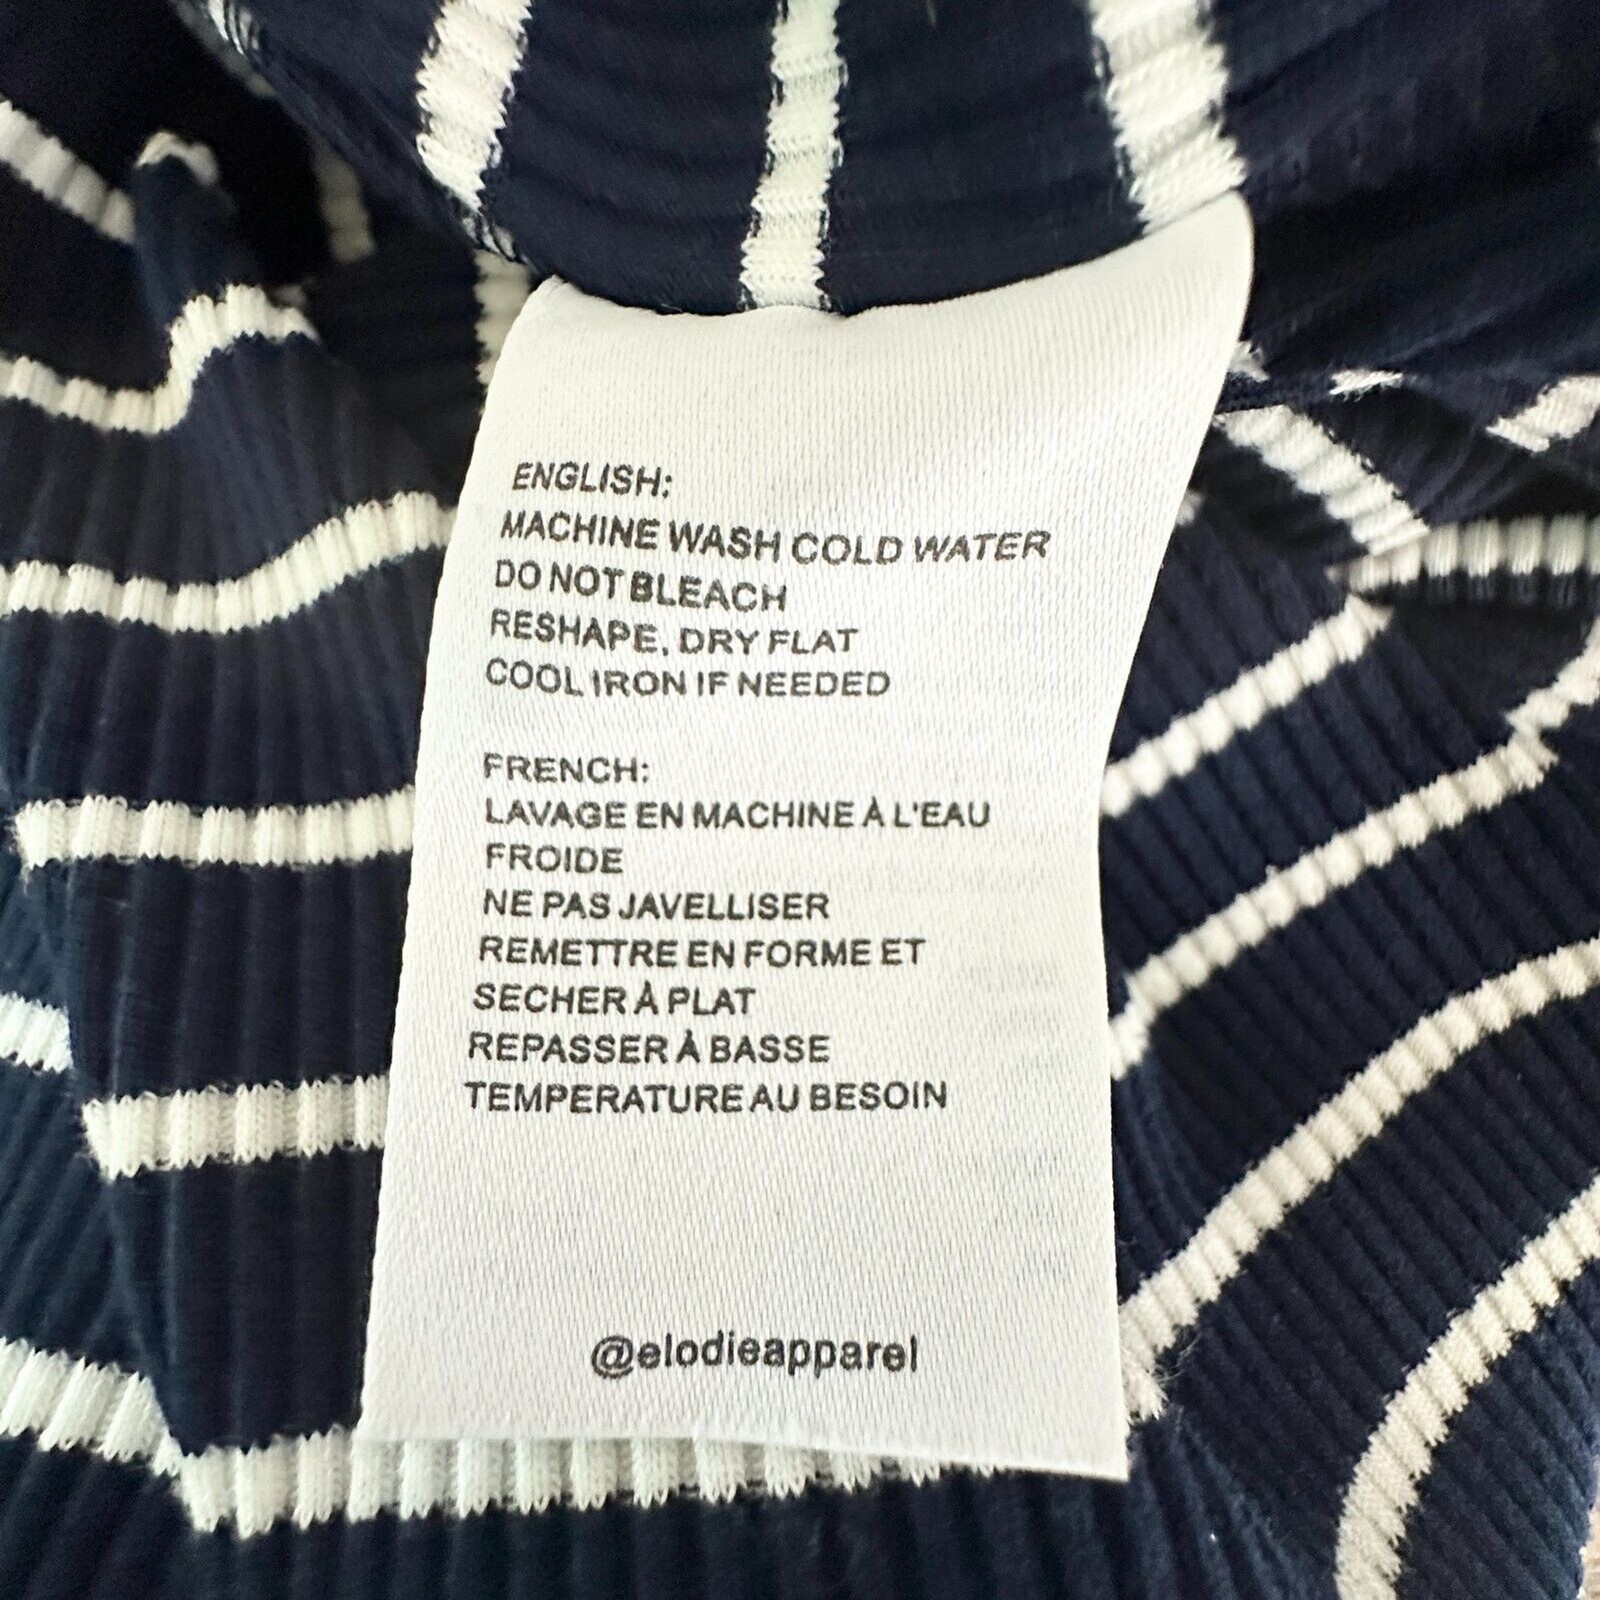 ENGLISH:
MACHINE WASH COLD WATER
DO NOT BLEACH
RESHAPE, DRY FLAT
COOL IRON IF NEEDED
FRENCH:
LAVAGE EN MACHINE À L'EAU
FROIDE
NE PAS JAVELLISER
REMETTRE EN FORME ET
SECHER À PLAT
REPASSER À BASSE
TEMPERATURE AU BESOIN
@elodieapparel